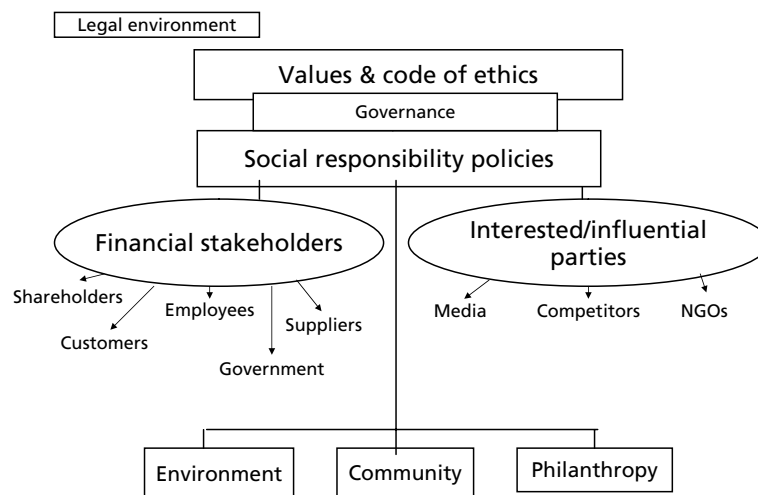 Legal environment
Values & code of ethics
Governance
Social responsibility policies
Financial stakeholders
Interested/influential
parties
Shareholders
Employees
Suppliers
Customers
Government
Media
Competitors
NGOs
Environment
Community
Philanthropy